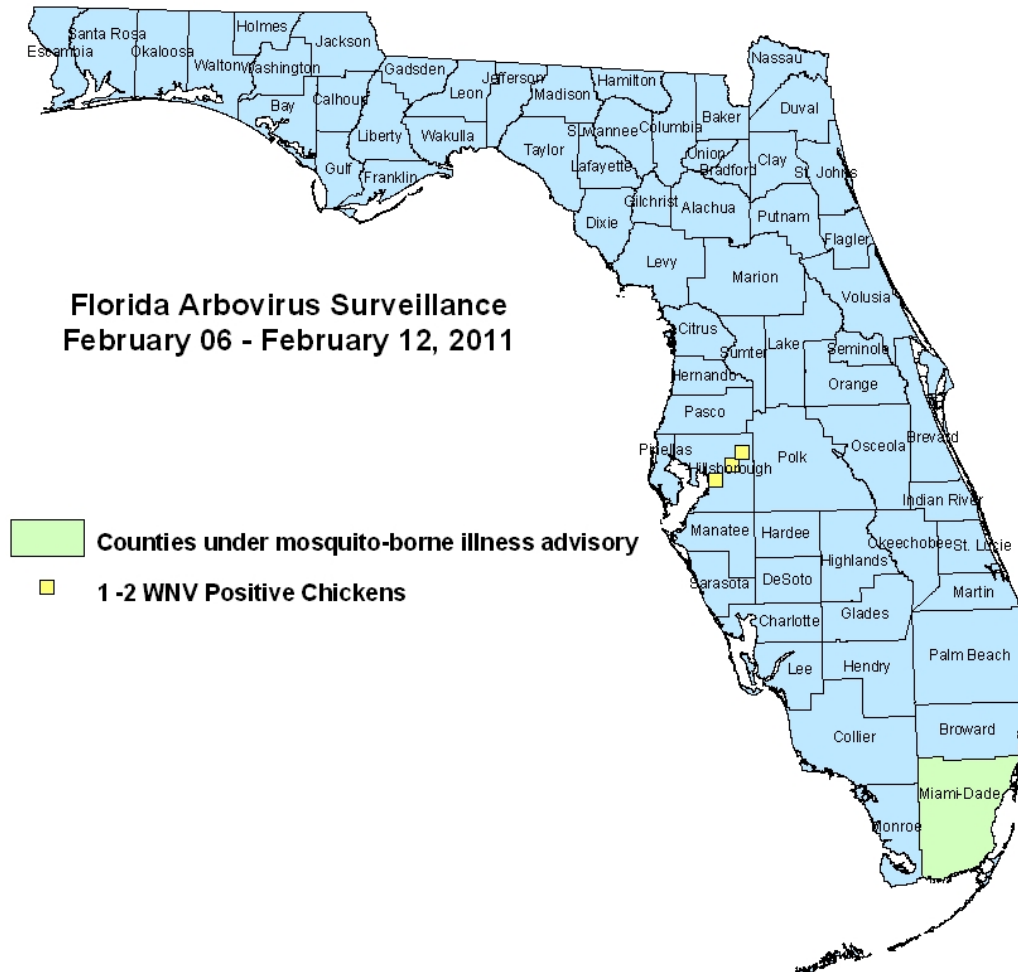 Holmes
Santa Rosa
Jackson
Escambia
Okaloosa
Walton
Washington
Nassau
Gadsden
Jefferson
Hamilton
Leon
Madison
Bay
Calhoun
Baker
Duval
Suwannee
Columbia
Liberty
Wakulla
Taylor
Union
Lafayette
Bradford
Clay
St. Johns
Gulf
Franklin
Gilchrist
Alachua
Putnam
Dixie
Flagler
Levy
Marion
Volusia
Florida Arbovirus Surveillance
February 06 - February 12, 2011
Citrus
Sumter
Lake
Seminole
Hernando
Orange
Pasco
Pinellas
Hillsborough
Polk
Osceola
Brevard
Indian River
Manatee
Hardee
Highlands
Okeechobee
St. Lucie
Counties under mosquito-borne illness advisory
Sarasota
DeSoto
Martin
1 -2 WNV Positive Chickens
Charlotte
Glades
Lee
Hendry
Palm Beach
Collier
Broward
Miami-Dade
Monroe